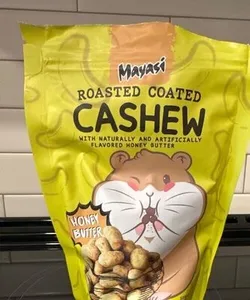 Mayasi
ROASTED COATED
CASHEW
WITH NATURALLY AND ARTIFICIALLY
FLAVORED HONEY BUTTER
HONEY
BUTTER